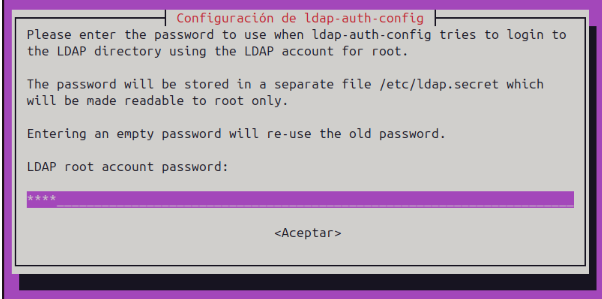 Configuración de ldap-auth-config
Please enter the password to use when ldap-auth-config tries to login to
the LDAP directory using the LDAP account for root.
The password will be stored in a separate file /etc/ldap.secret which
will be made readable to root only.
Entering an empty password will re-use the old password.
LDAP root account password:
****
<Aceptar>